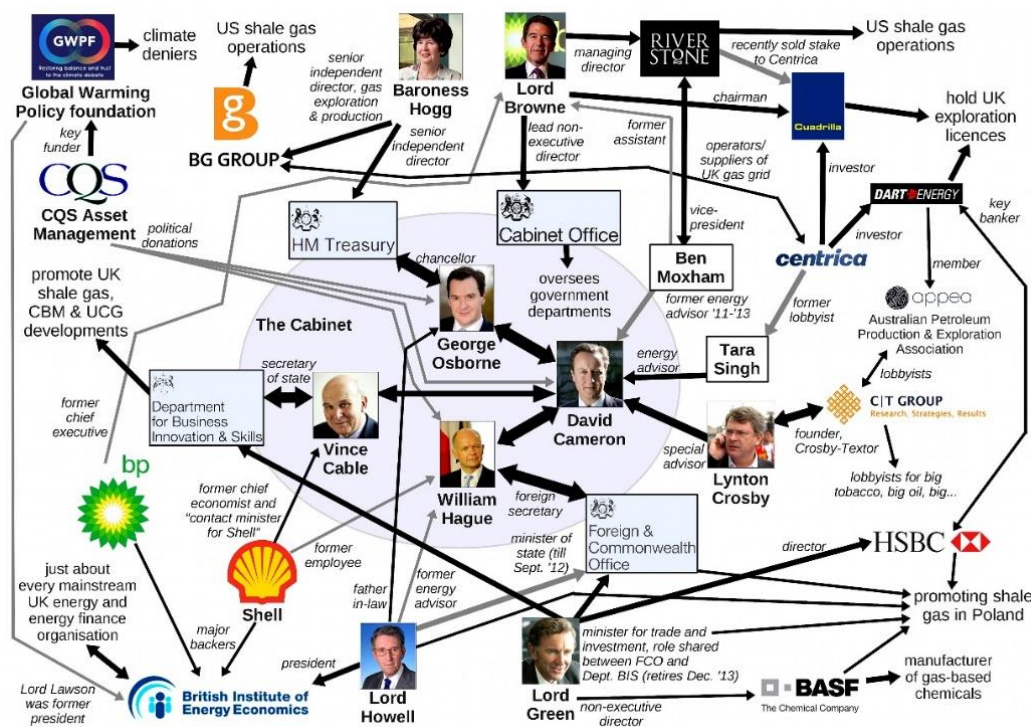 GWPF
Restoring balance and trust
to the climate debate
climate
deniers
Global Warming
Policy foundation
key
funder
CQS
CQS Asset
Management
US shale gas
operations
g
BG GROUP
senior
independent
director, gas
exploration
& production
Baroness
Hogg
senior
independent
director
Lord
Browne
lead non-
executive
director
managing
director
RIVER
STONE
US shale gas
operations
recently sold stake
to Centrica
chairman
Cuadrilla
hold UK
exploration
licences
former
assistant
operators/
suppliers of
UK gas grid
investor
DART ENERGY
key
banker
political
donations
HM Treasury
Cabinet Office
vice-
president
Ben
Moxham
centrica
investor
member
promote UK
shale gas,
CBM & UCG
developments
chancellor
oversees
government
departments
former energy
advisor '11-'13
former
lobbyist
appea
Australian Petroleum
Production & Exploration
Association
The Cabinet
George
Osborne
energy
advisor
Tara
Singh
lobbyists
secretary
of state
David
Cameron
C|T GROUP
Research, Strategies, Results
Department
for Business
Innovation & Skills
Vince
Cable
former
chief
executive
special
advisor
Lynton
Crosby
founder,
Crosby-Textor
lobbyists for big
tobacco, big oil, big...
bp
William
Hague
foreign
secretary
former chief
economist and
"contact minister
for Shell"
Foreign &
Commonwealth
Office
minister of
state (till
Sept. '12)
director
HSBC
just about
every mainstream
UK energy and
energy finance
organisation
Shell
former
employee
father
in-law
former
energy
advisor
promoting shale
gas in Poland
major
backers
president
Lord
Howell
Lord
Green
minister for trade and
investment, role shared
between FCO and
Dept. BIS (retires Dec. '13)
non-executive
director
BASF
The Chemical Company
manufacturer
of gas-based
chemicals
Lord Lawson
was former
president
British Institute of
Energy Economics